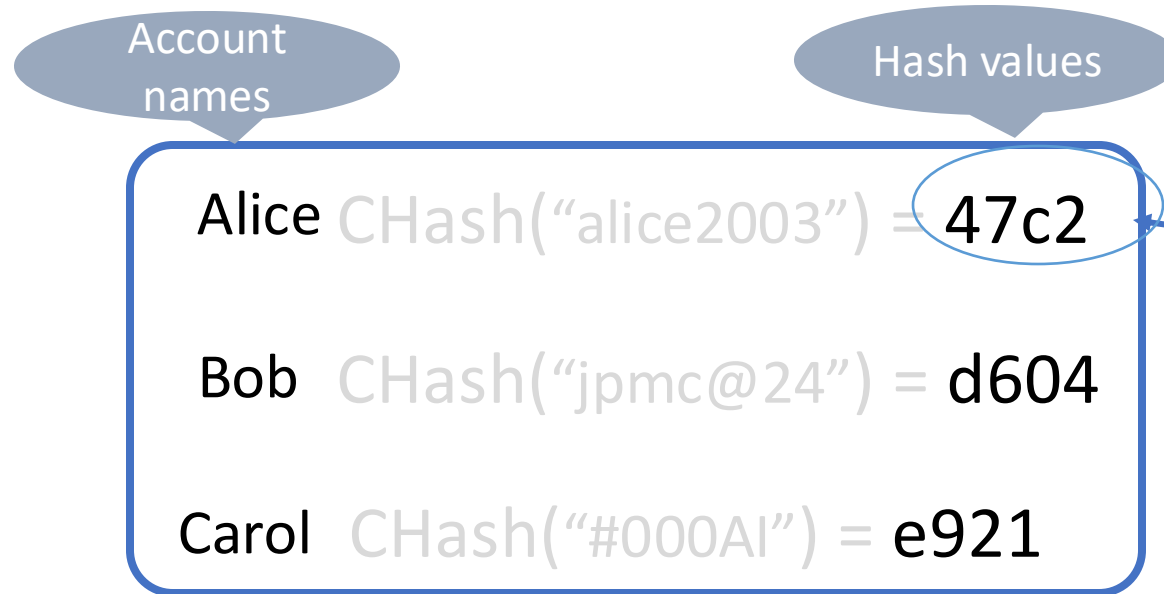 Account
names
Hash values
Alice CHash(“alice2003”) = 47c2
Bob CHash(“jpmc@24”) = d604
Carol CHash(“#000AI”) = e921